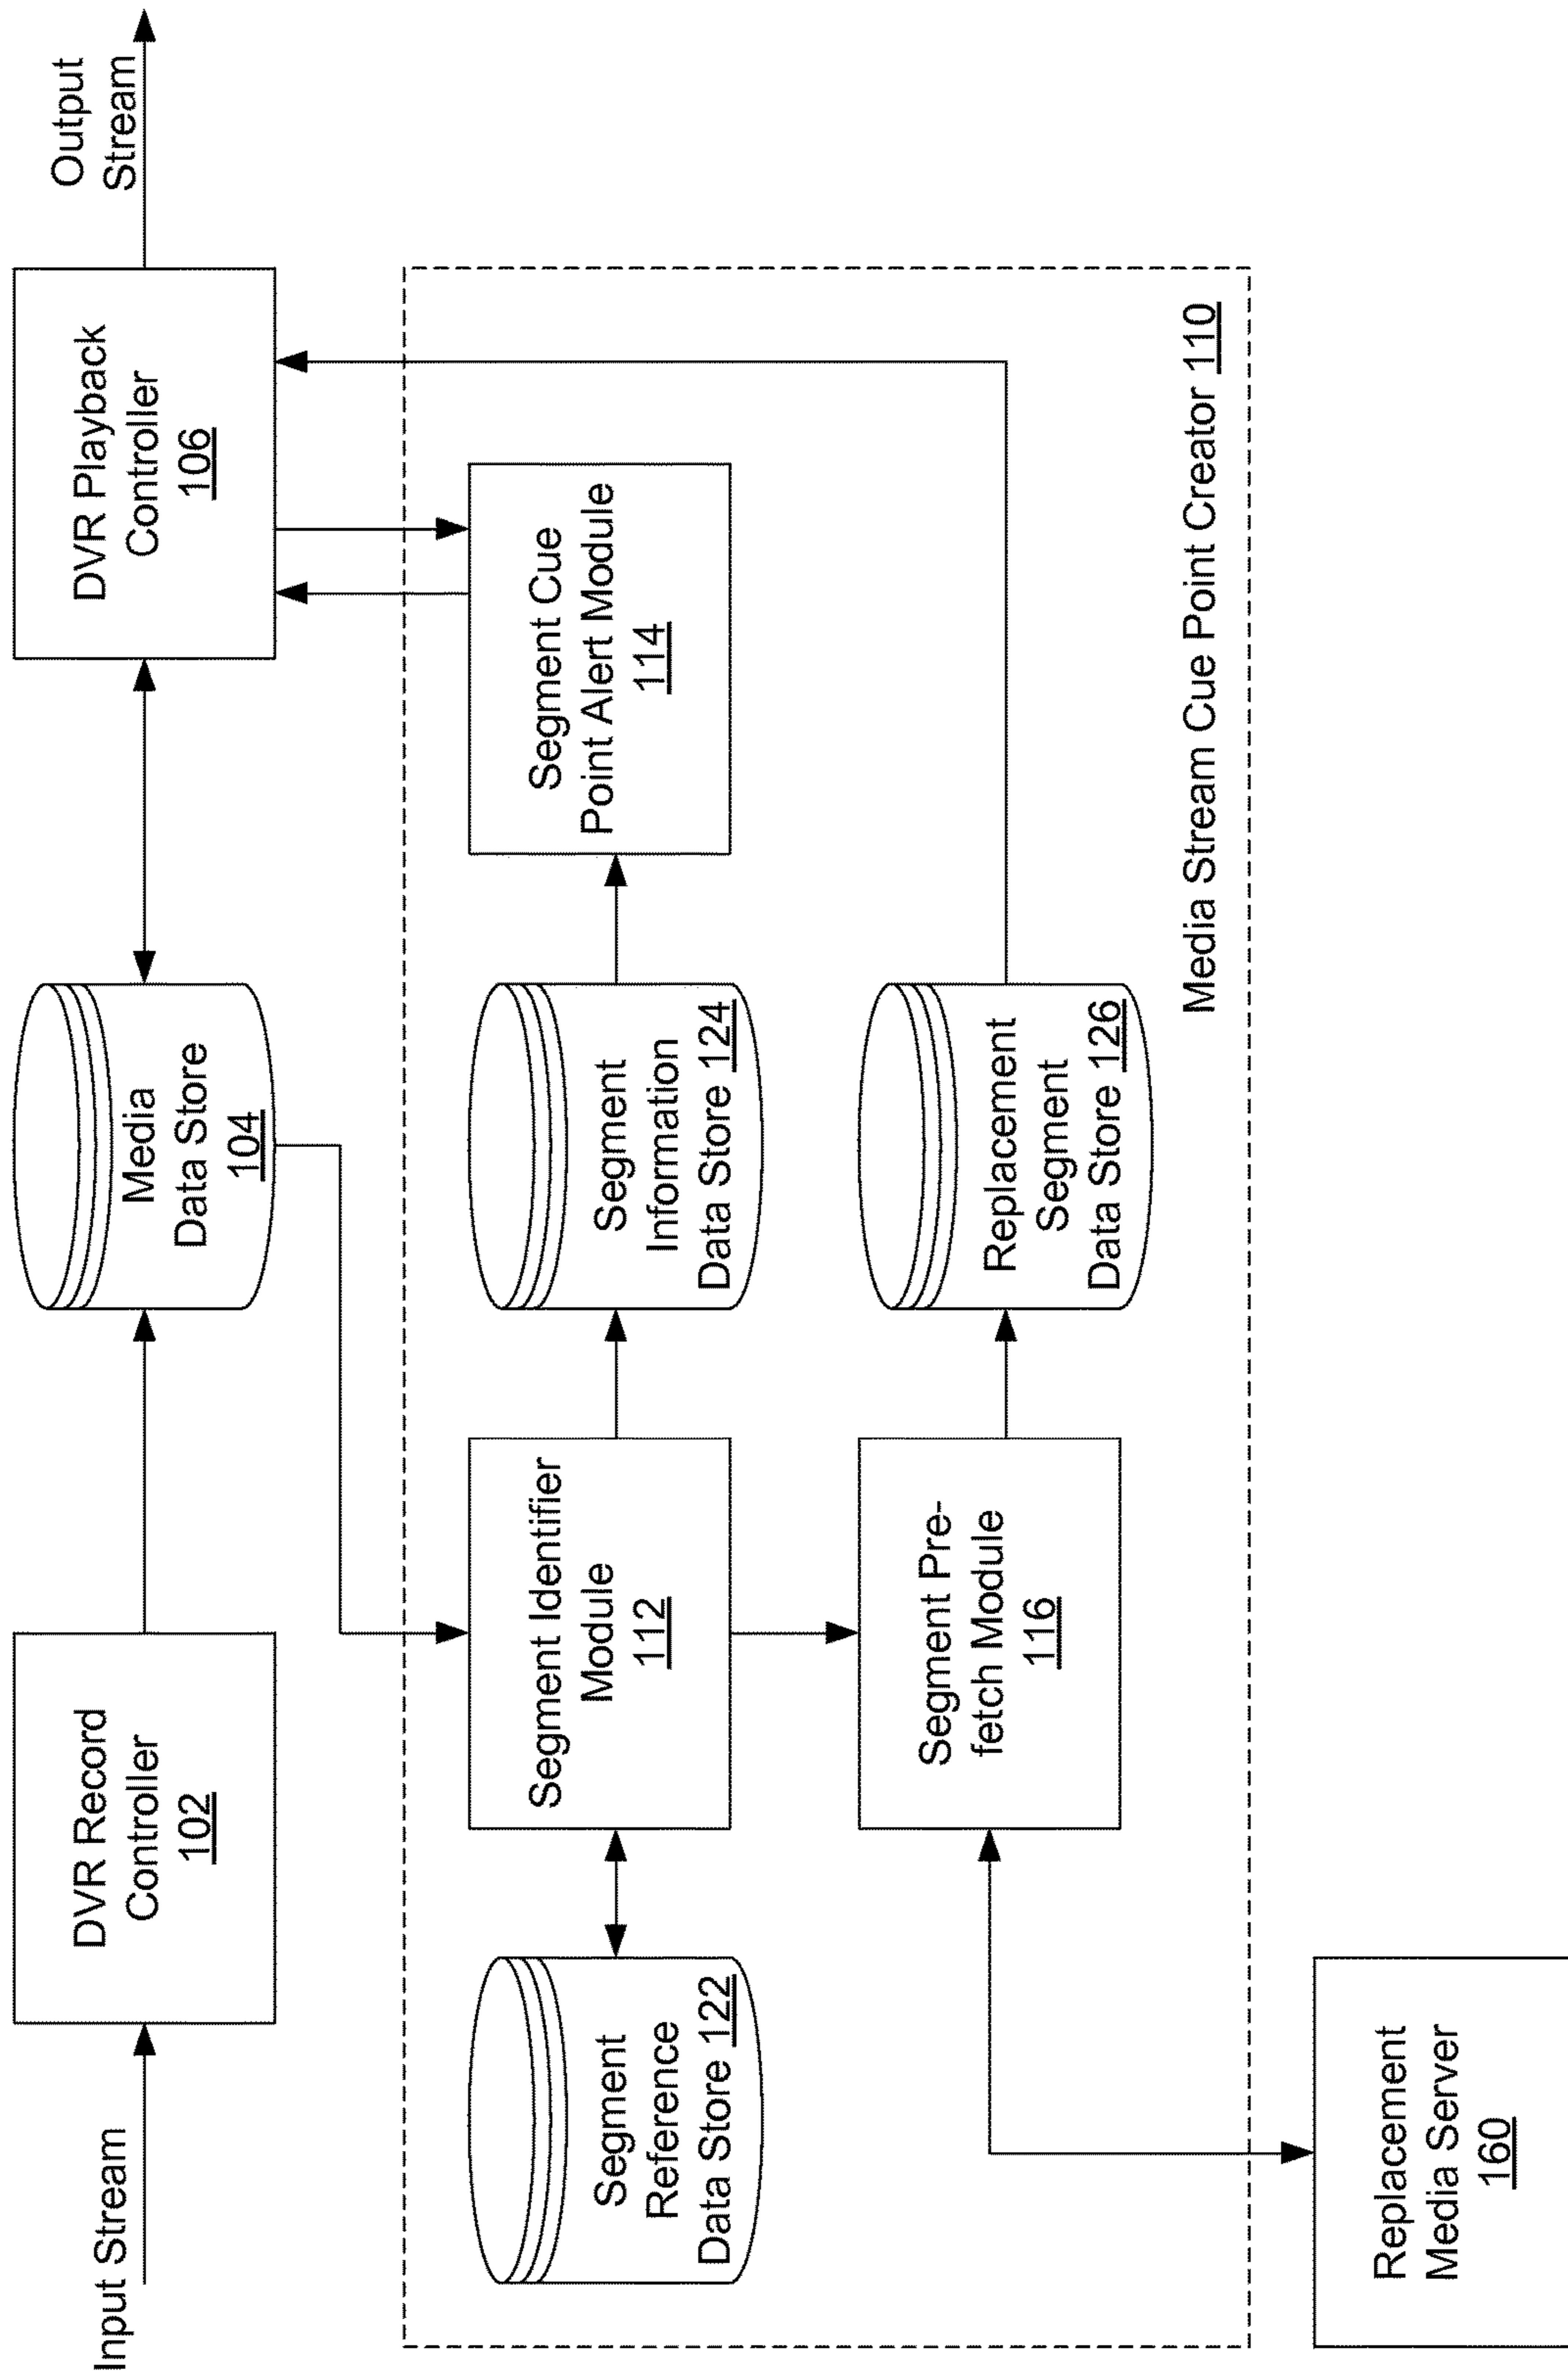 Input Stream
DVR Record
Controller
102
Media
Data Store
104
DVR Playback
Controller
106
Output
Stream
Segment
Reference
Data Store 122
Segment Identifier
Module
112
Segment
Information
Data Store 124
Segment Cue
Point Alert Module
114
Segment Pre-
fetch Module
116
Replacement
Segment
Data Store 126
Media Stream Cue Point Creator 110
Replacement
Media Server
160